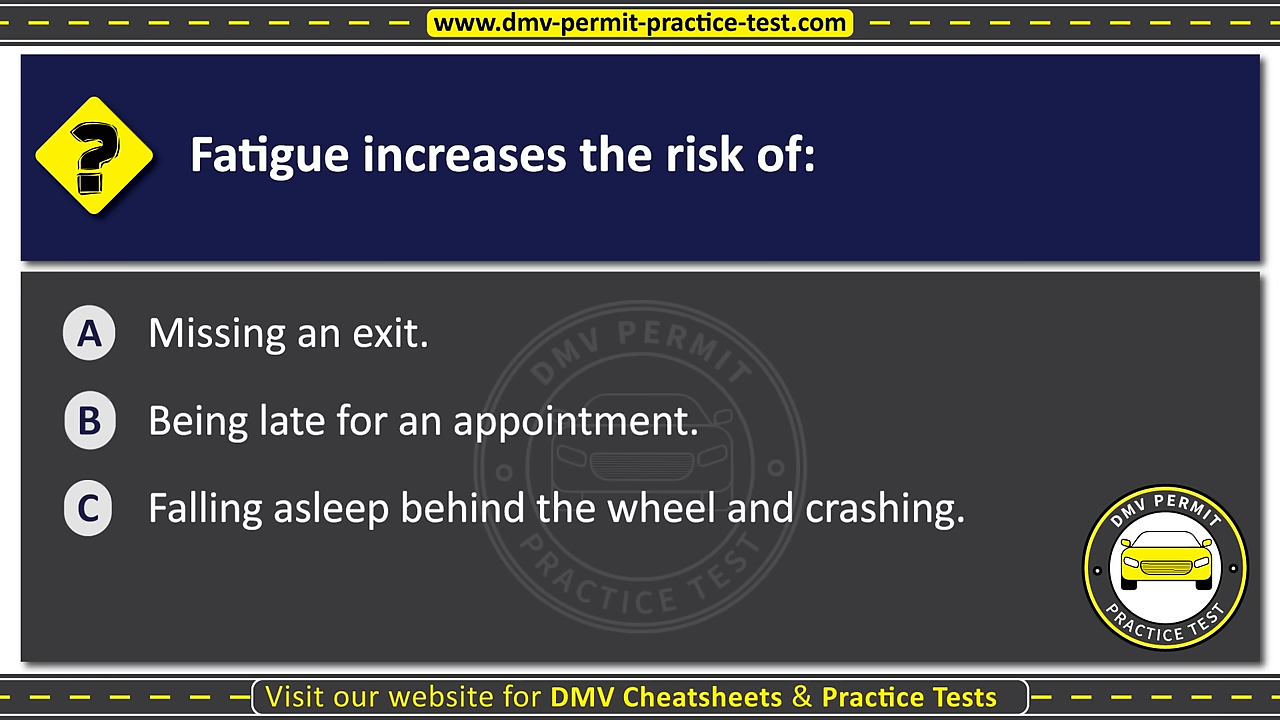 www.dmv-permit-practice-test.com
?
Fatigue increases the risk of:
A Missing an exit.
B Being late for an appointment.
C Falling asleep behind the wheel and crashing.
DMV PERMIT
PRACTICE TEST
DMV PERMIT
PRACTICE TEST
Visit our website for DMV Cheatsheets & Practice Tests